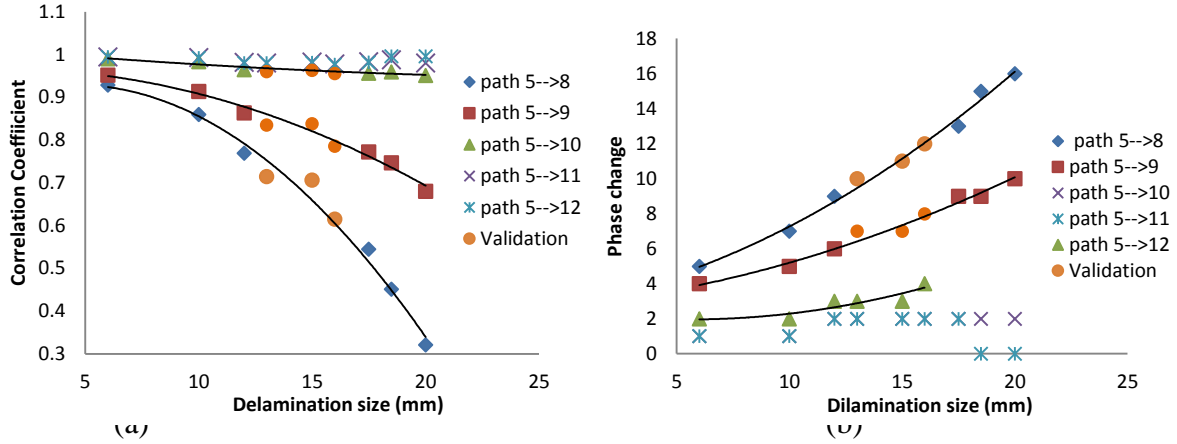 1.1
1
0.9
0.8
0.7
0.6
0.5
0.4
0.3
5 10 15 20 25
Correlation Coeffiicient
Delamination size (mm)
path 5-->8
path 5-->9
path 5-->10
path 5-->11
path 5-->12
Validation
(a)
18
16
14
12
10
8
6
4
2
0
5 10 15 20 25
Phase change
Dilamination size (mm)
path 5-->8
path 5-->9
path 5-->10
path 5-->11
path 5-->12
Validation
(b)